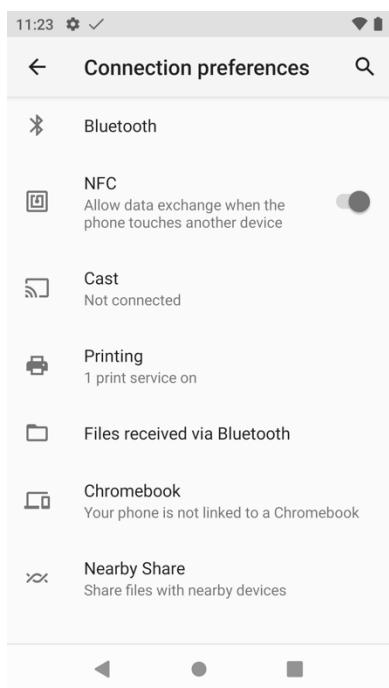 11:23
Connection preferences
Bluetooth
NFC
Allow data exchange when the
phone touches another device
Cast
Not connected
Printing
1 print service on
Files received via Bluetooth
Chromebook
Your phone is not linked to a Chromebook
Nearby Share
Share files with nearby devices